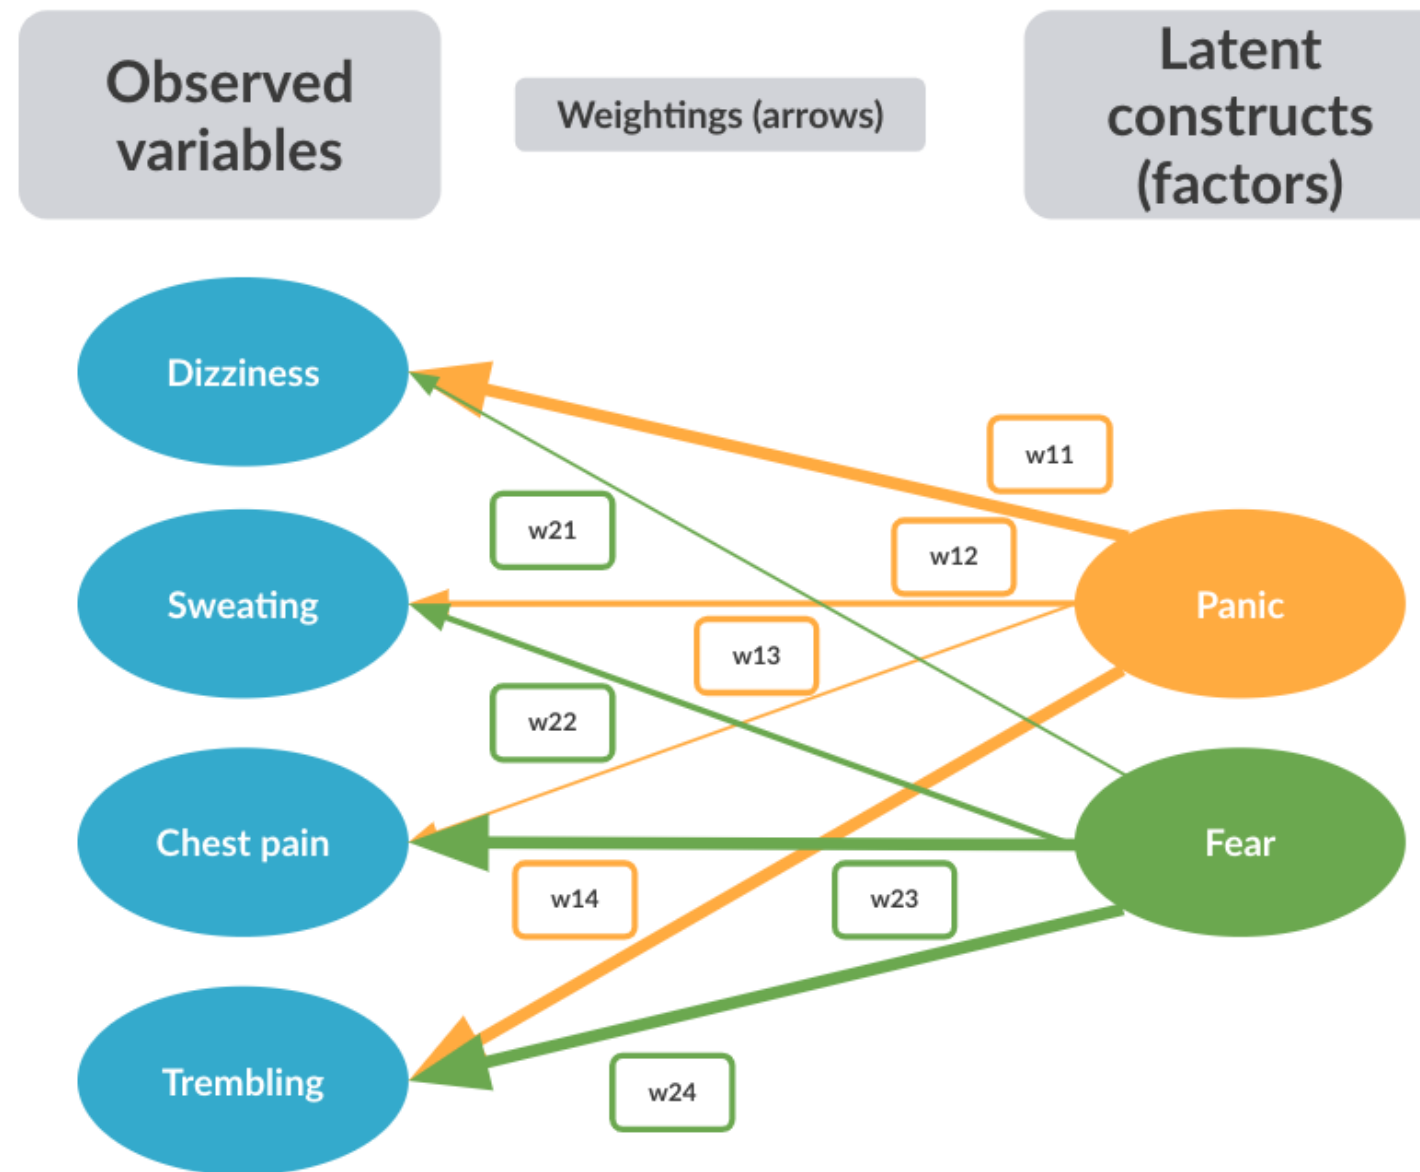 Observed
variables
Weightings (arrows)
Latent
constructs
(factors)
Dizziness
w11
w21
w12
Sweating
Panic
w13
w22
Chest pain
Fear
w14
w23
Trembling
w24